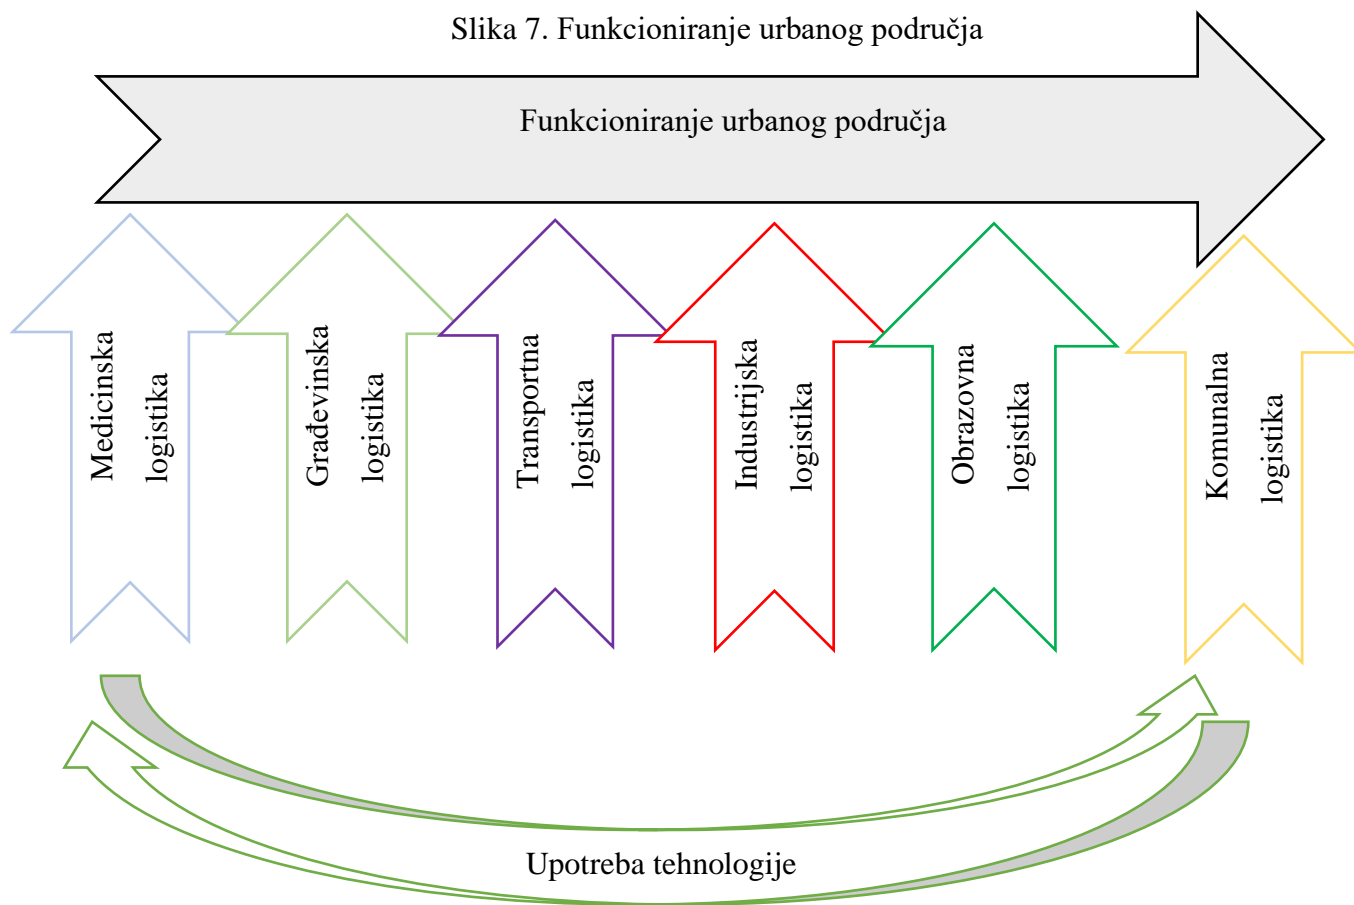 Slika 7. Funkcioniranje urbanog područja
Funkcioniranje urbanog područja
Medicinska
logistika
Građevinska
logistika
Transportna
logistika
Industrijska
logistika
Obrazovna
logistika
Komunalna
logistika
Upotreba tehnologije